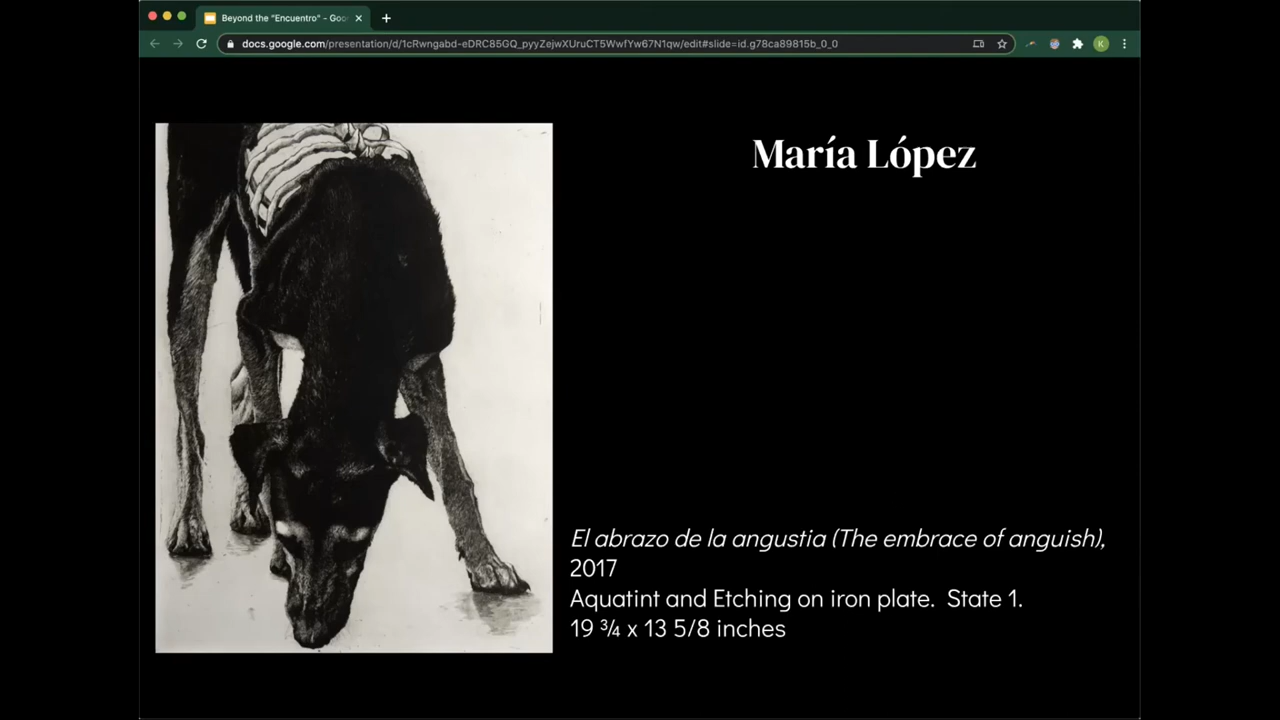 Beyond the "Encuentro" - Goo
docs.google.com/presentation/d/1cRwngabd-eDRC85GQ_pyyZejwXUruCT5WwfYw67N1qw/edit#slide=id.g78ca89815b_0_0
K
María López
El abrazo de la angustia (The embrace of anguish),
2017
Aquatint and Etching on iron plate. State 1.
19 ¾ x 13 5/8 inches